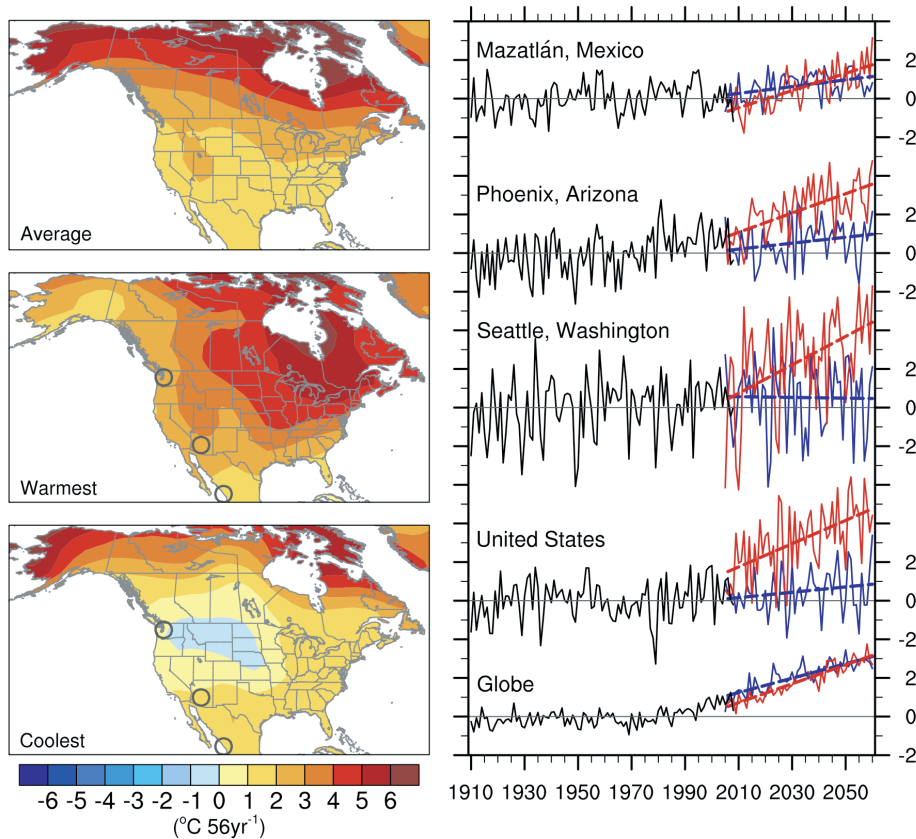 Average
Warmest
Coolest
-6 -5 -4 -3 -2 -1 0 1 2 3 4 5 6
(°C 56yr⁻¹)
Mazatlán, Mexico
2
0
-2
Phoenix, Arizona
2
0
Seattle, Washington
2
0
-2
United States
2
0
-2
Globe
2
0
-2
1910 1930 1950 1970 1990 2010 2030 2050